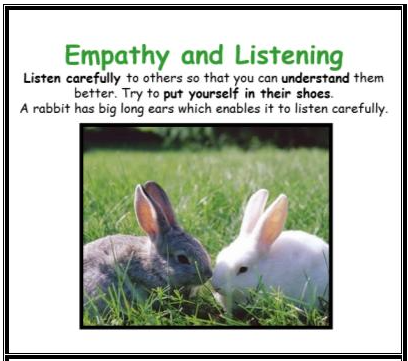 Empathy and Listening
Listen carefully to others so that you can understand them
better. Try to put yourself in their shoes.
A rabbit has big long ears which enables it to listen carefully.